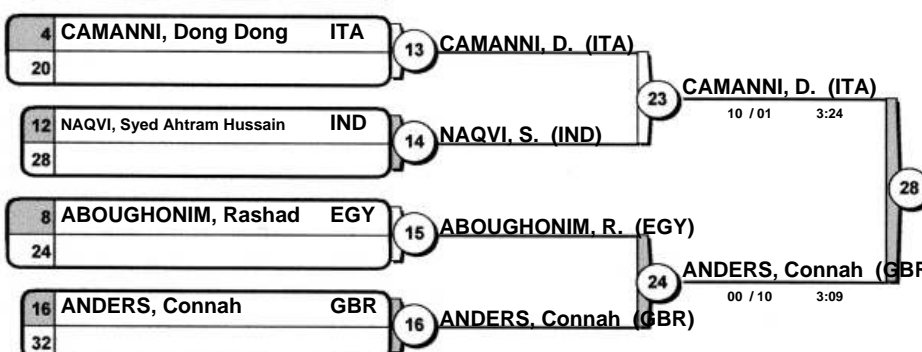 4 CAMANNI, Dong Dong ITA
20
13 CAMANNI, D. (ITA)
12 NAQVI, Syed Ahtram Hussain IND
28
14 NAQVI, S. (IND)
23 CAMANNI, D. (ITA)
10 / 01 3:24
8 ABOUGHONIM, Rashad EGY
24
15 ABOUGHONIM, R. (EGY)
16 ANDERS, Connah GBR
32
16 ANDERS, Connah (GBR)
24 ANDERS, Connah (GBR
00 / 10 3:09
28